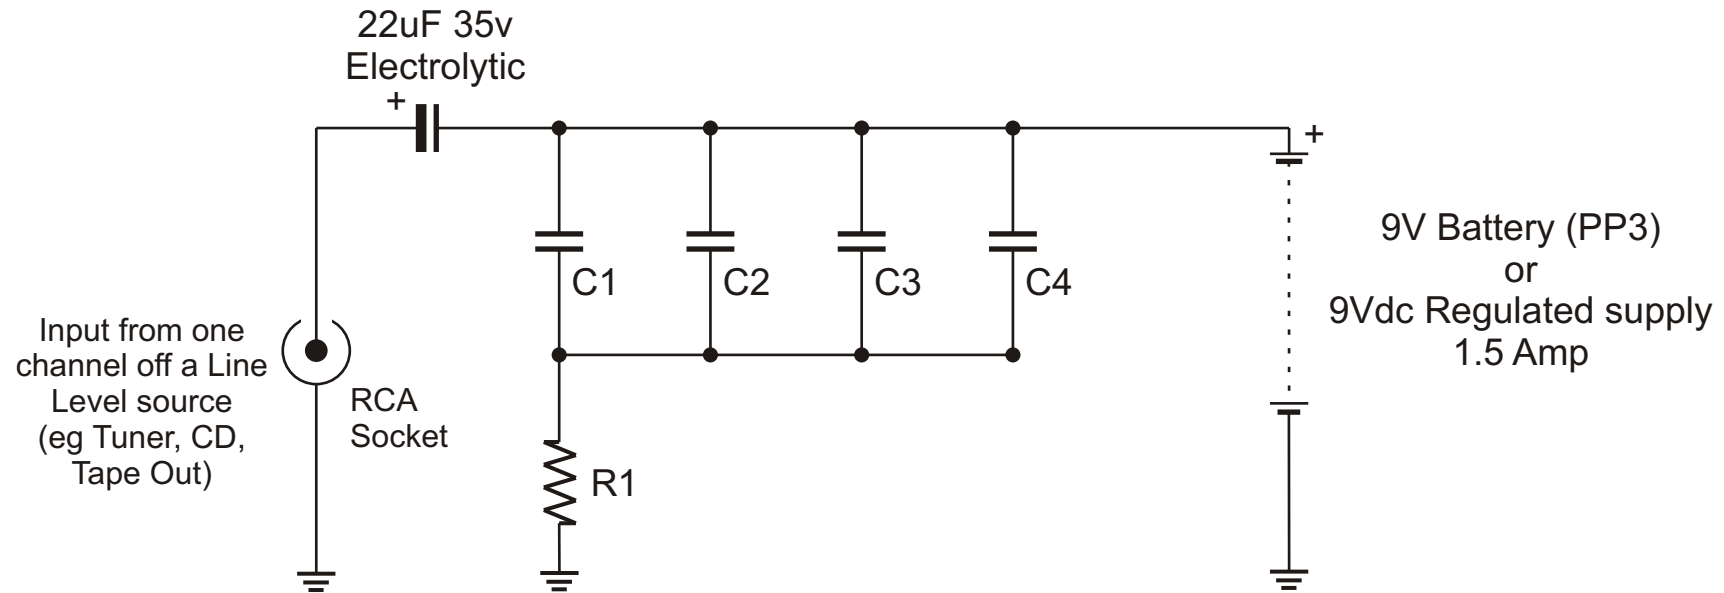 22uF 35v
Electrolytic
+
+
C1
C2
C3
C4
9V Battery (PP3)
or
9Vdc Regulated supply
1.5 Amp
Input from one
channel off a Line
Level source
(eg Tuner, CD,
Tape Out)
RCA
Socket
R1